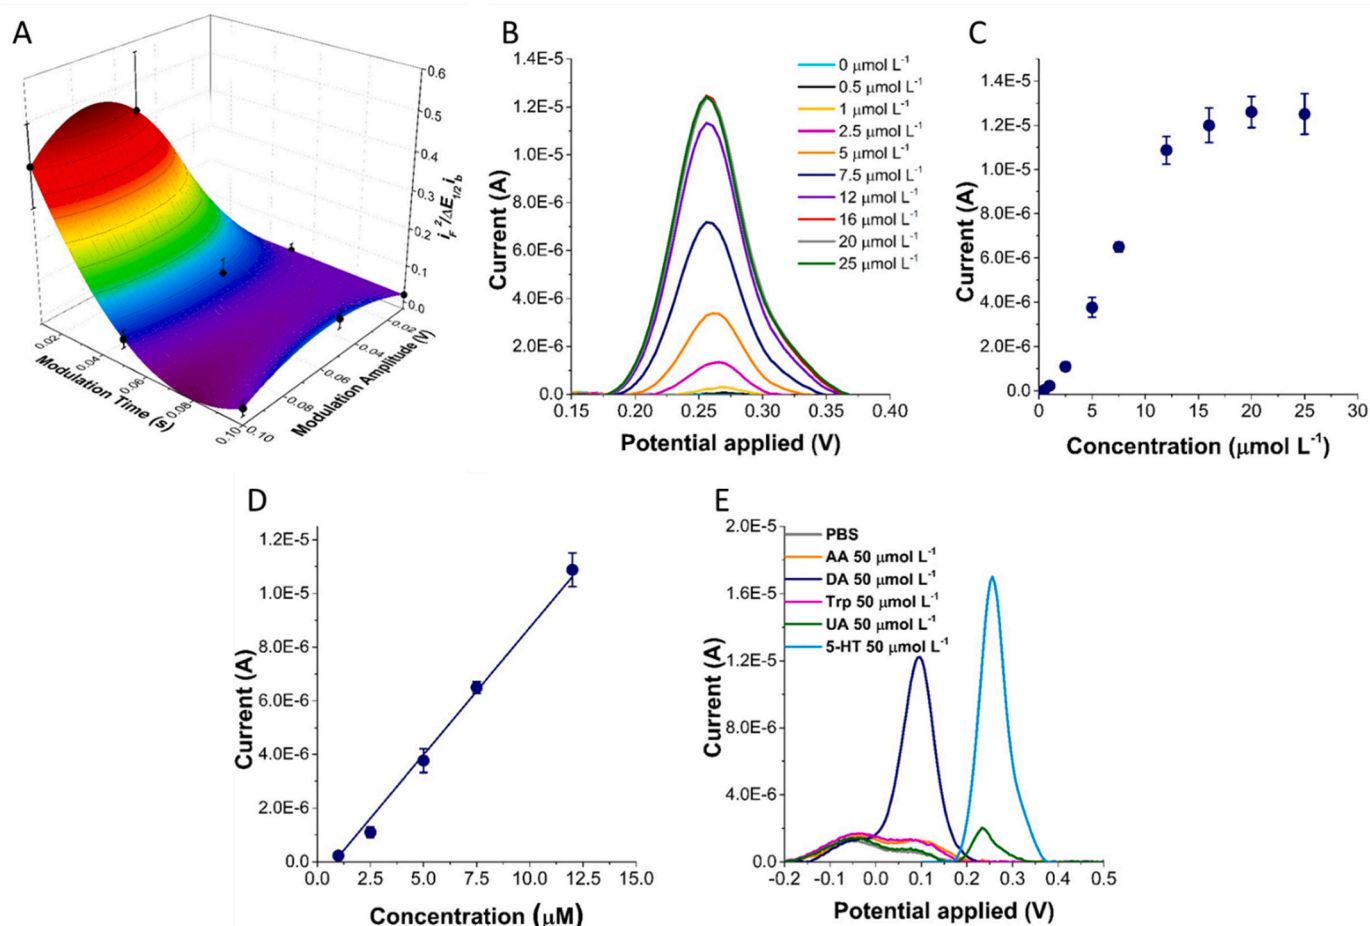 A
0.6
0.5
0.4
0.3
0.2
0.1
0.0
i_F^2/ΔE_1/2 i_b
0.02
0.04
0.06
0.08
0.10
Modulation Time (s)
0.02
0.04
0.06
0.08
0.10
Modulation Amplitude (V)
B
1.4E-5
1.2E-5
1.0E-5
8.0E-6
6.0E-6
4.0E-6
2.0E-6
0.0
Current (A)
0.15 0.20 0.25 0.30 0.35 0.40
Potential applied (V)
0 μmol L⁻¹
0.5 μmol L⁻¹
1 μmol L⁻¹
2.5 μmol L⁻¹
5 μmol L⁻¹
7.5 μmol L⁻¹
12 μmol L⁻¹
16 μmol L⁻¹
20 μmol L⁻¹
25 μmol L⁻¹
C
1.4E-5
1.2E-5
1.0E-5
8.0E-6
6.0E-6
4.0E-6
2.0E-6
0.0
Current (A)
0 5 10 15 20 25 30
Concentration (μmol L⁻¹)
D
1.2E-5
1.0E-5
8.0E-6
6.0E-6
4.0E-6
2.0E-6
0.0
Current (A)
0.0 2.5 5.0 7.5 10.0 12.5 15.0
Concentration (μM)
E
2.0E-5
1.6E-5
1.2E-5
8.0E-6
4.0E-6
0.0
Current (A)
PBS
AA 50 μmol L⁻¹
DA 50 μmol L⁻¹
Trp 50 μmol L⁻¹
UA 50 μmol L⁻¹
5-HT 50 μmol L⁻¹
-0.2 -0.1 0.0 0.1 0.2 0.3 0.4 0.5
Potential applied (V)